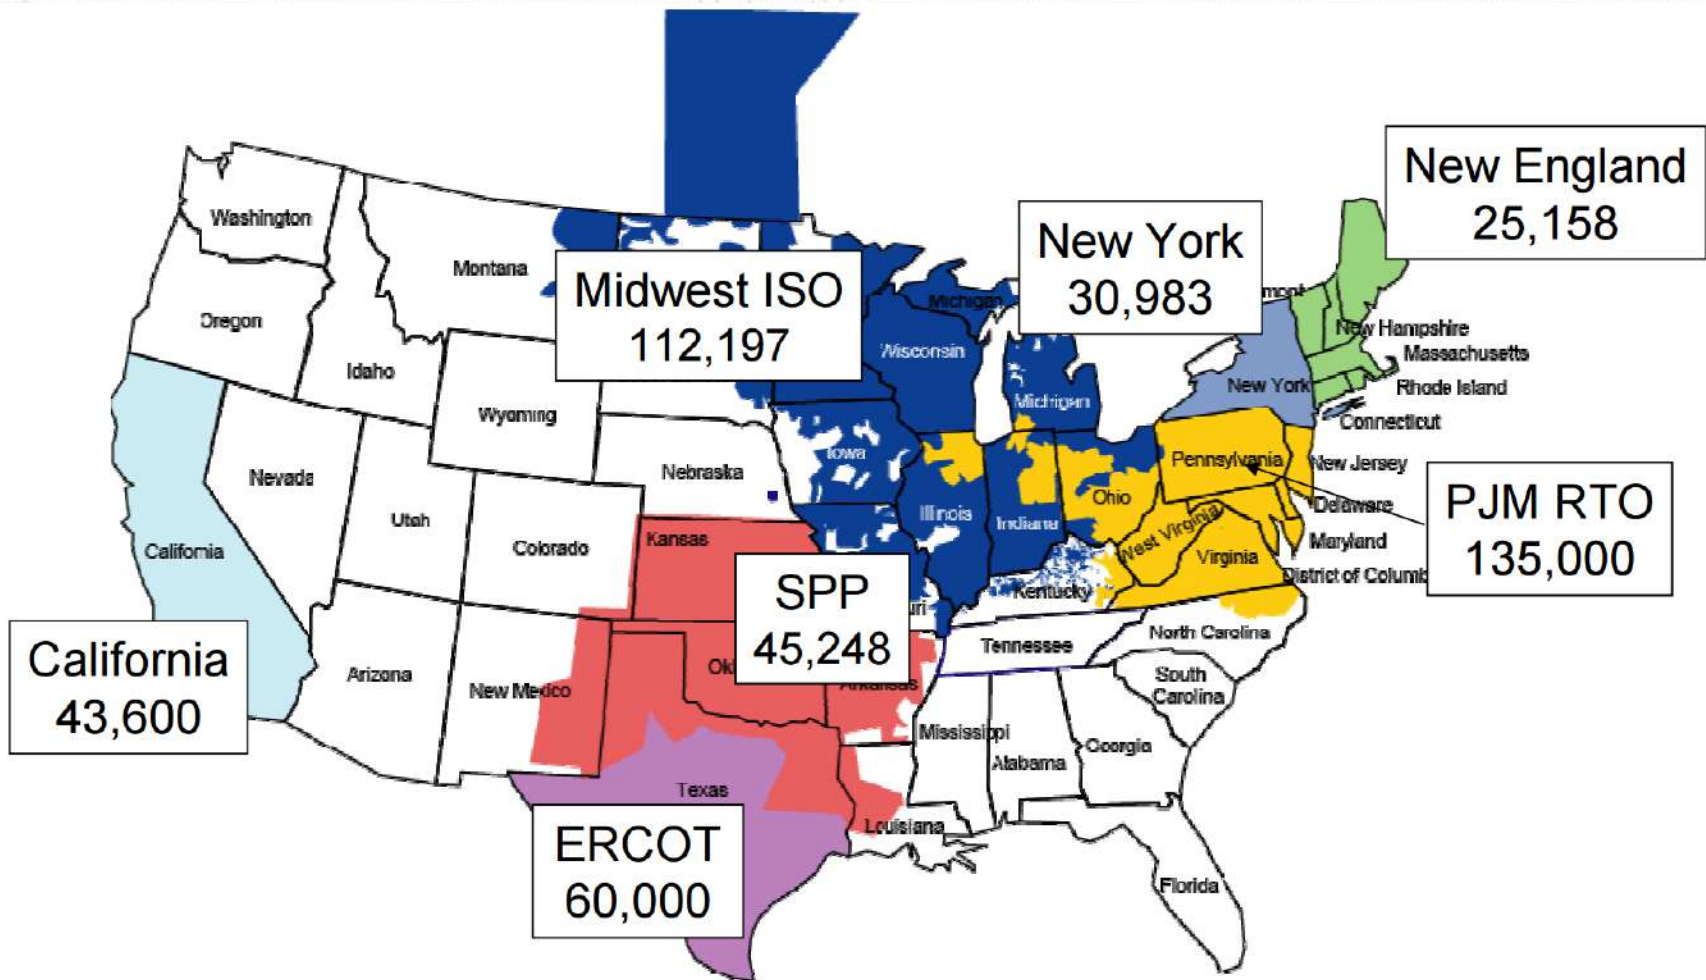 New England
25,158
New York
30,983
Washington
Montana
Midwest ISO
112,197
Michigan
mont
New Hampshire
Massachusetts
Rhode Island
Connecticut
Oregon
Idaho
Wyoming
Wisconsin
Michigan
New York
Nevada
Nebraska
Iowa
Pennsylvania
New Jersey
PJM RTO
135,000
Utah
Colorado
Kansas
Illinois
Indiana
Ohio
West Virginia
Virginia
Delaware
Maryland
District of Columb
California
SPP
45,248
uri
Kentucky
Tennessee
North Carolina
South
Carolina
California
43,600
Arizona
New Mexico
Okl
Arkansas
Mississippi
Alabama
Georgia
Texas
Louisiana
ERCOT
60,000
Florida